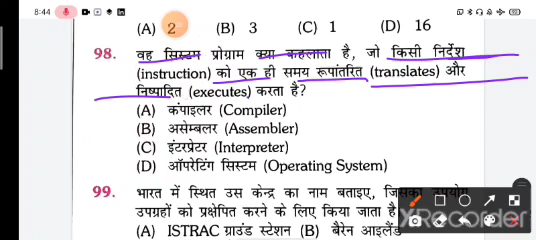 8:44
(A) 2 (B) 3 (C) 1 (D) 16
98. वह सिस्टम प्रोग्राम क्या कहलाता है, जो किसी निर्देश
(instruction) को एक ही समय रूपांतरित (translates) और
निष्पादित (executes) करता है?
(A) कंपाइलर (Compiler)
(B) असेम्बलर (Assembler)
(C) इंटरप्रेटर (Interpreter)
(D) ऑपरेटिंग सिस्टम (Operating System)
99. भारत में स्थित उस केन्द्र का नाम बताइए, जिसका उपयोग
उपग्रहों को प्रक्षेपित करने के लिए किया जाता है
(A) ISTRAC ग्राउंड स्टेशन (B) बैरेन आइलैंड
XRecorder